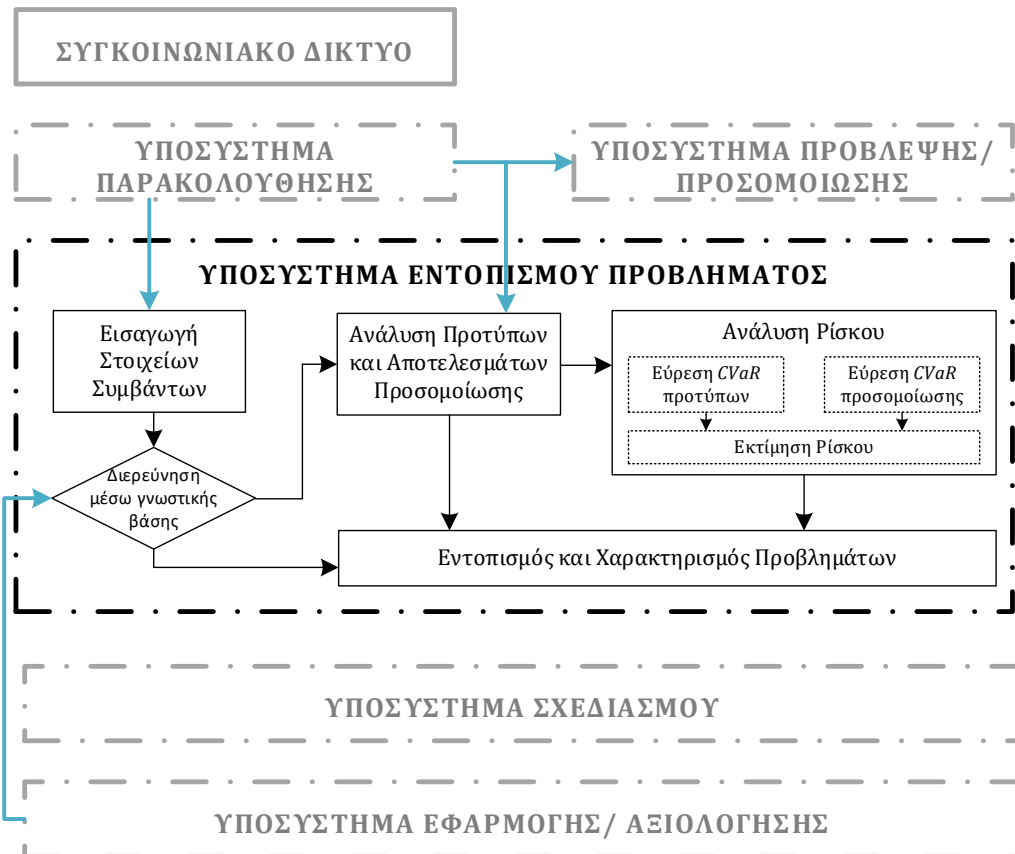 ΣΥΓΚΟΙΝΩΝΙΑΚΟ ΔΙΚΤΥΟ
ΥΠΟΣΥΣΤΗΜΑ
ΠΑΡΑΚΟΛΟΥΘΗΣΗΣ
ΥΠΟΣΥΣΤΗΜΑ ΠΡΟΒΛΕΨΗΣ/
ΠΡΟΣΟΜΟΙΩΣΗΣ
ΥΠΟΣΥΣΤΗΜΑ ΕΝΤΟΠΙΣΜΟΥ ΠΡΟΒΛΗΜΑΤΟΣ
Εισαγωγή
Στοιχείων
Συμβάντων
Διερεύνηση
μέσω γνωστικής
βάσης
Ανάλυση Προτύπων
και Αποτελεσμάτων
Προσομοίωσης
Ανάλυση Ρίσκου
Εύρεση CVaR
προτύπων
Εύρεση CVaR
προσομοίωσης
Εκτίμηση Ρίσκου
Εντοπισμός και Χαρακτηρισμός Προβλημάτων
ΥΠΟΣΥΣΤΗΜΑ ΣΧΕΔΙΑΣΜΟΥ
ΥΠΟΣΥΣΤΗΜΑ ΕΦΑΡΜΟΓΗΣ/ ΑΞΙΟΛΟΓΗΣΗΣ